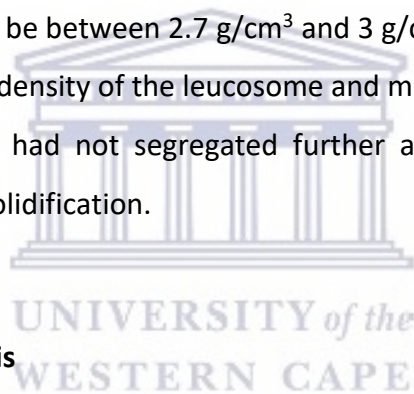 be between 2.7 g/cm³ and 3 g/c
density of the leucosome and m
had not segregated further a
olidification.
UNIVERSITY of the
is
WESTERN CAPE